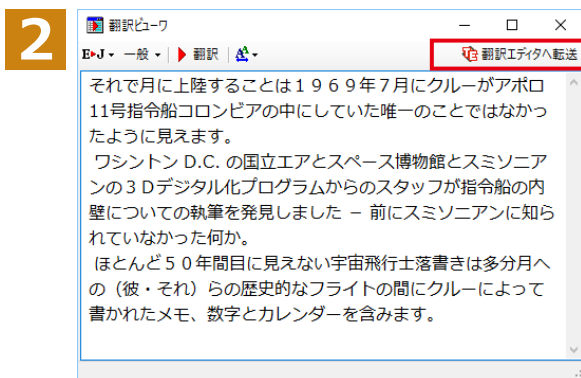 2
翻訳ビューワ
E▸J 一般 翻訳 翻訳エディタへ転送
それで月に上陸することは１９６９年７月にクルーがアポロ
11号指令船コロンビアの中にしていた唯一のことではなかっ
たように見えます。
ワシントン D.C. の国立エアとスペース博物館とスミソニア
ンの３Ｄデジタル化プログラムからのスタッフが指令船の内
壁についての執筆を発見しました － 前にスミソニアンに知ら
れていなかった何か。
ほとんど５０年間目に見えない宇宙飛行士落書きは多分月へ
の（彼・それ）らの歴史的なフライトの間にクルーによって
書かれたメモ、数字とカレンダーを含みます。